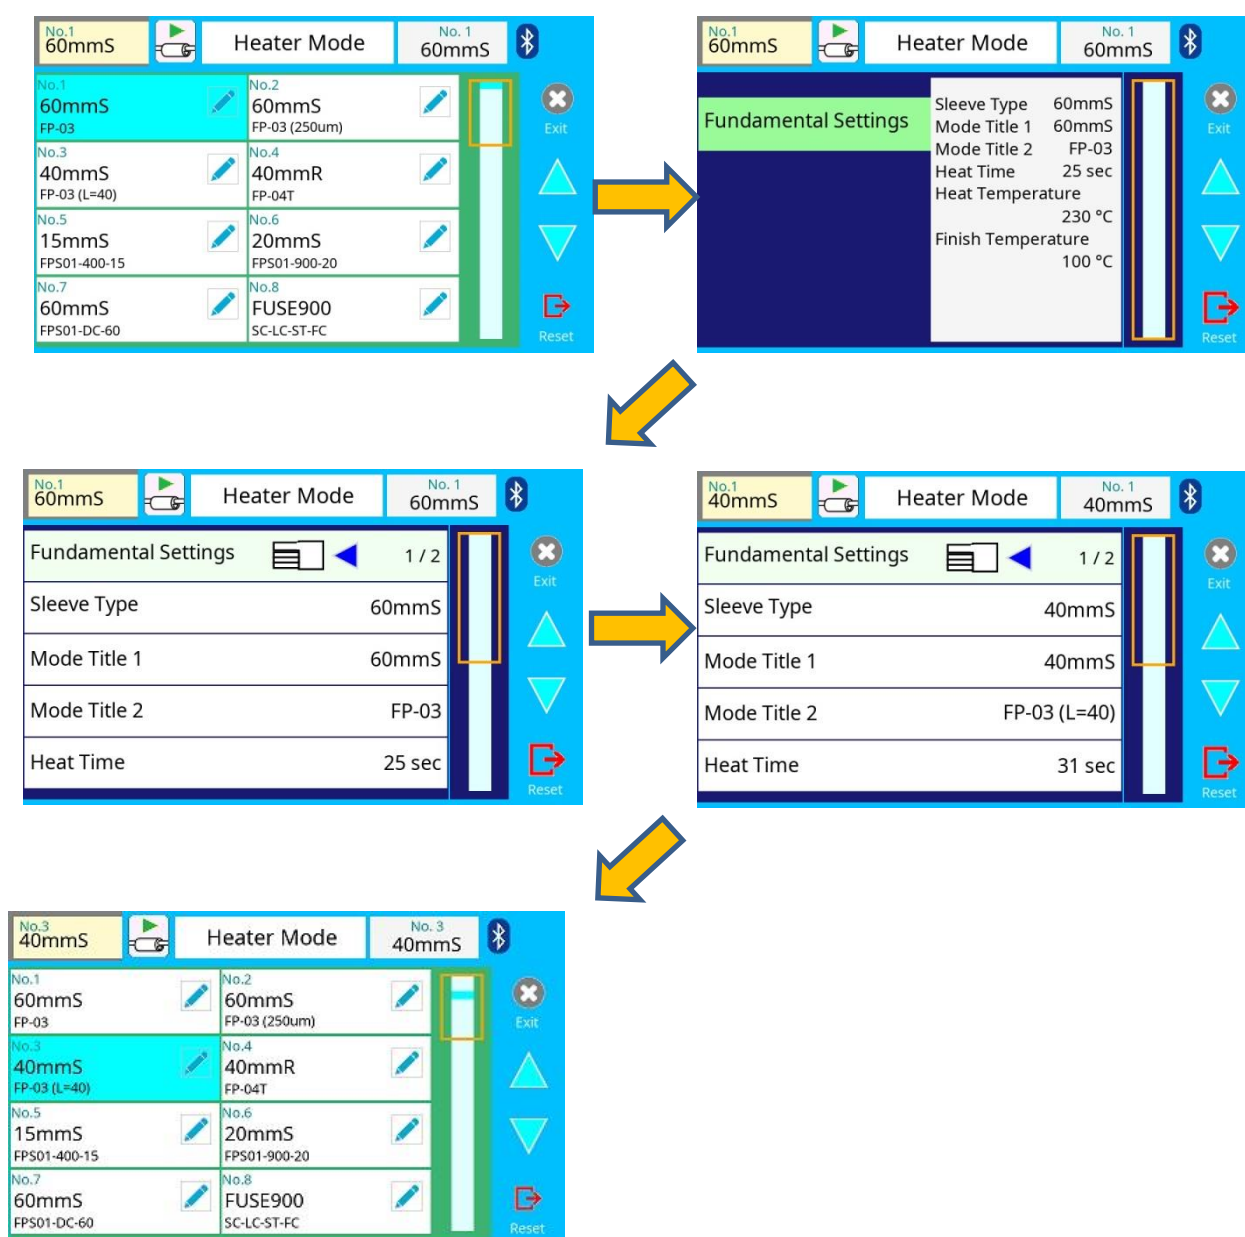 No.1
60mmS
Heater Mode
No. 1
60mmS
No.1
60mmS
FP-03
No.2
60mmS
FP-03 (250um)
No.3
40mmS
FP-03 (L=40)
No.4
40mmR
FP-04T
No.5
15mmS
FPS01-400-15
No.6
20mmS
FPS01-900-20
No.7
60mmS
FPS01-DC-60
No.8
FUSE900
SC-LC-ST-FC
Exit
Reset
No.1
60mmS
Heater Mode
No. 1
60mmS
Fundamental Settings
Sleeve Type 60mmS
Mode Title 1 60mmS
Mode Title 2 FP-03
Heat Time 25 sec
Heat Temperature
230 °C
Finish Temperature
100 °C
Exit
Reset
No.1
60mmS
Heater Mode
No. 1
60mmS
Fundamental Settings 1 / 2
Sleeve Type 60mmS
Mode Title 1 60mmS
Mode Title 2 FP-03
Heat Time 25 sec
Exit
Reset
No.1
40mmS
Heater Mode
No. 1
40mmS
Fundamental Settings 1 / 2
Sleeve Type 40mmS
Mode Title 1 40mmS
Mode Title 2 FP-03 (L=40)
Heat Time 31 sec
Exit
Reset
No.3
40mmS
Heater Mode
No. 3
40mmS
No.1
60mmS
FP-03
No.2
60mmS
FP-03 (250um)
No.3
40mmS
FP-03 (L=40)
No.4
40mmR
FP-04T
No.5
15mmS
FPS01-400-15
No.6
20mmS
FPS01-900-20
No.7
60mmS
FPS01-DC-60
No.8
FUSE900
SC-LC-ST-FC
Exit
Reset